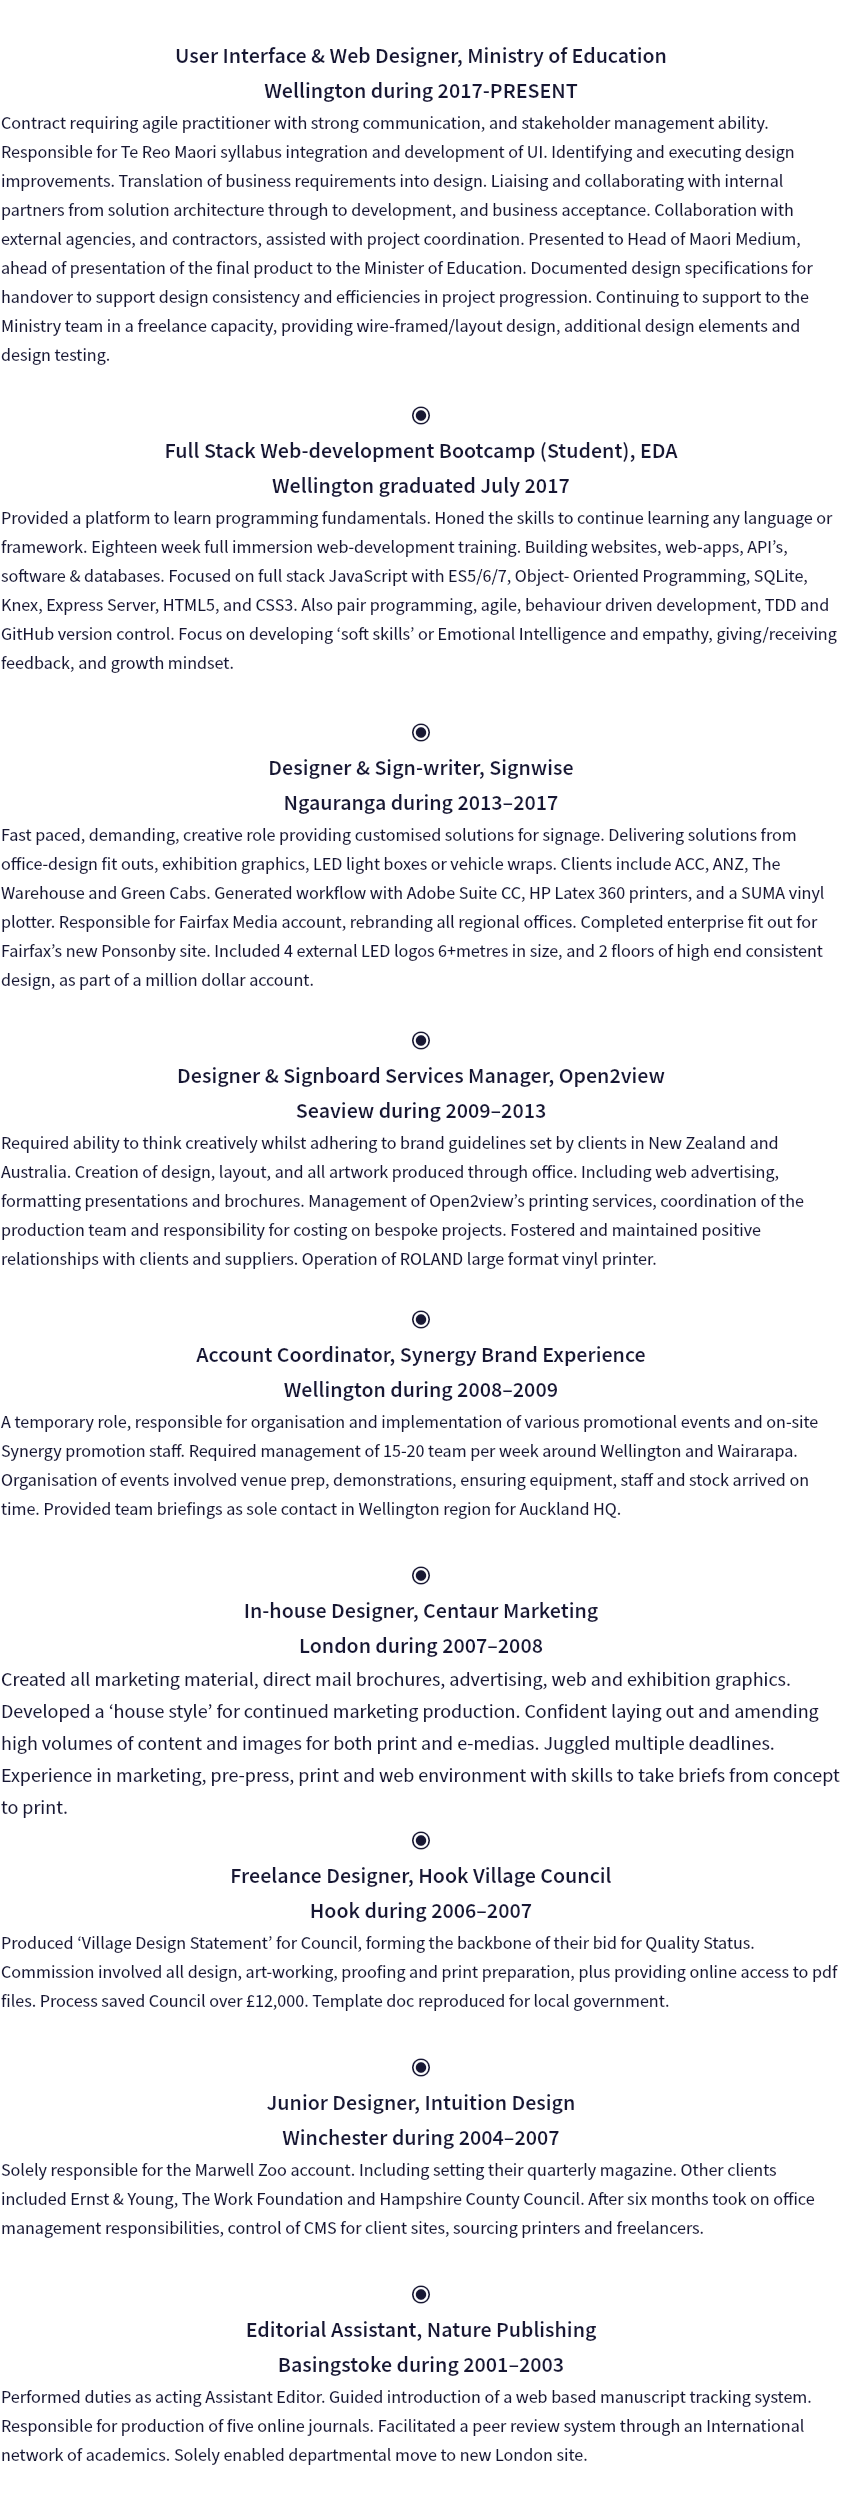 User Interface & Web Designer, Ministry of Education
Wellington during 2017-PRESENT
Contract requiring agile practitioner with strong communication, and stakeholder management ability.
Responsible for Te Reo Maori syllabus integration and development of UI. Identifying and executing design
improvements. Translation of business requirements into design. Liaising and collaborating with internal
partners from solution architecture through to development, and business acceptance. Collaboration with
external agencies, and contractors, assisted with project coordination. Presented to Head of Maori Medium,
ahead of presentation of the final product to the Minister of Education. Documented design specifications for
handover to support design consistency and efficiencies in project progression. Continuing to support to the
Ministry team in a freelance capacity, providing wire-framed/layout design, additional design elements and
design testing.
◉
Full Stack Web-development Bootcamp (Student), EDA
Wellington graduated July 2017
Provided a platform to learn programming fundamentals. Honed the skills to continue learning any language or
framework. Eighteen week full immersion web-development training. Building websites, web-apps, API’s,
software & databases. Focused on full stack JavaScript with ES5/6/7, Object- Oriented Programming, SQLite,
Knex, Express Server, HTML5, and CSS3. Also pair programming, agile, behaviour driven development, TDD and
GitHub version control. Focus on developing ‘soft skills’ or Emotional Intelligence and empathy, giving/receiving
feedback, and growth mindset.
◉
Designer & Sign-writer, Signwise
Ngauranga during 2013–2017
Fast paced, demanding, creative role providing customised solutions for signage. Delivering solutions from
office-design fit outs, exhibition graphics, LED light boxes or vehicle wraps. Clients include ACC, ANZ, The
Warehouse and Green Cabs. Generated workflow with Adobe Suite CC, HP Latex 360 printers, and a SUMA vinyl
plotter. Responsible for Fairfax Media account, rebranding all regional offices. Completed enterprise fit out for
Fairfax’s new Ponsonby site. Included 4 external LED logos 6+metres in size, and 2 floors of high end consistent
design, as part of a million dollar account.
◉
Designer & Signboard Services Manager, Open2view
Seaview during 2009–2013
Required ability to think creatively whilst adhering to brand guidelines set by clients in New Zealand and
Australia. Creation of design, layout, and all artwork produced through office. Including web advertising,
formatting presentations and brochures. Management of Open2view’s printing services, coordination of the
production team and responsibility for costing on bespoke projects. Fostered and maintained positive
relationships with clients and suppliers. Operation of ROLAND large format vinyl printer.
◉
Account Coordinator, Synergy Brand Experience
Wellington during 2008–2009
A temporary role, responsible for organisation and implementation of various promotional events and on-site
Synergy promotion staff. Required management of 15-20 team per week around Wellington and Wairarapa.
Organisation of events involved venue prep, demonstrations, ensuring equipment, staff and stock arrived on
time. Provided team briefings as sole contact in Wellington region for Auckland HQ.
◉
In-house Designer, Centaur Marketing
London during 2007–2008
Created all marketing material, direct mail brochures, advertising, web and exhibition graphics.
Developed a ‘house style’ for continued marketing production. Confident laying out and amending
high volumes of content and images for both print and e-medias. Juggled multiple deadlines.
Experience in marketing, pre-press, print and web environment with skills to take briefs from concept
to print.
◉
Freelance Designer, Hook Village Council
Hook during 2006–2007
Produced ‘Village Design Statement’ for Council, forming the backbone of their bid for Quality Status.
Commission involved all design, art-working, proofing and print preparation, plus providing online access to pdf
files. Process saved Council over £12,000. Template doc reproduced for local government.
◉
Junior Designer, Intuition Design
Winchester during 2004–2007
Solely responsible for the Marwell Zoo account. Including setting their quarterly magazine. Other clients
included Ernst & Young, The Work Foundation and Hampshire County Council. After six months took on office
management responsibilities, control of CMS for client sites, sourcing printers and freelancers.
◉
Editorial Assistant, Nature Publishing
Basingstoke during 2001–2003
Performed duties as acting Assistant Editor. Guided introduction of a web based manuscript tracking system.
Responsible for production of five online journals. Facilitated a peer review system through an International
network of academics. Solely enabled departmental move to new London site.